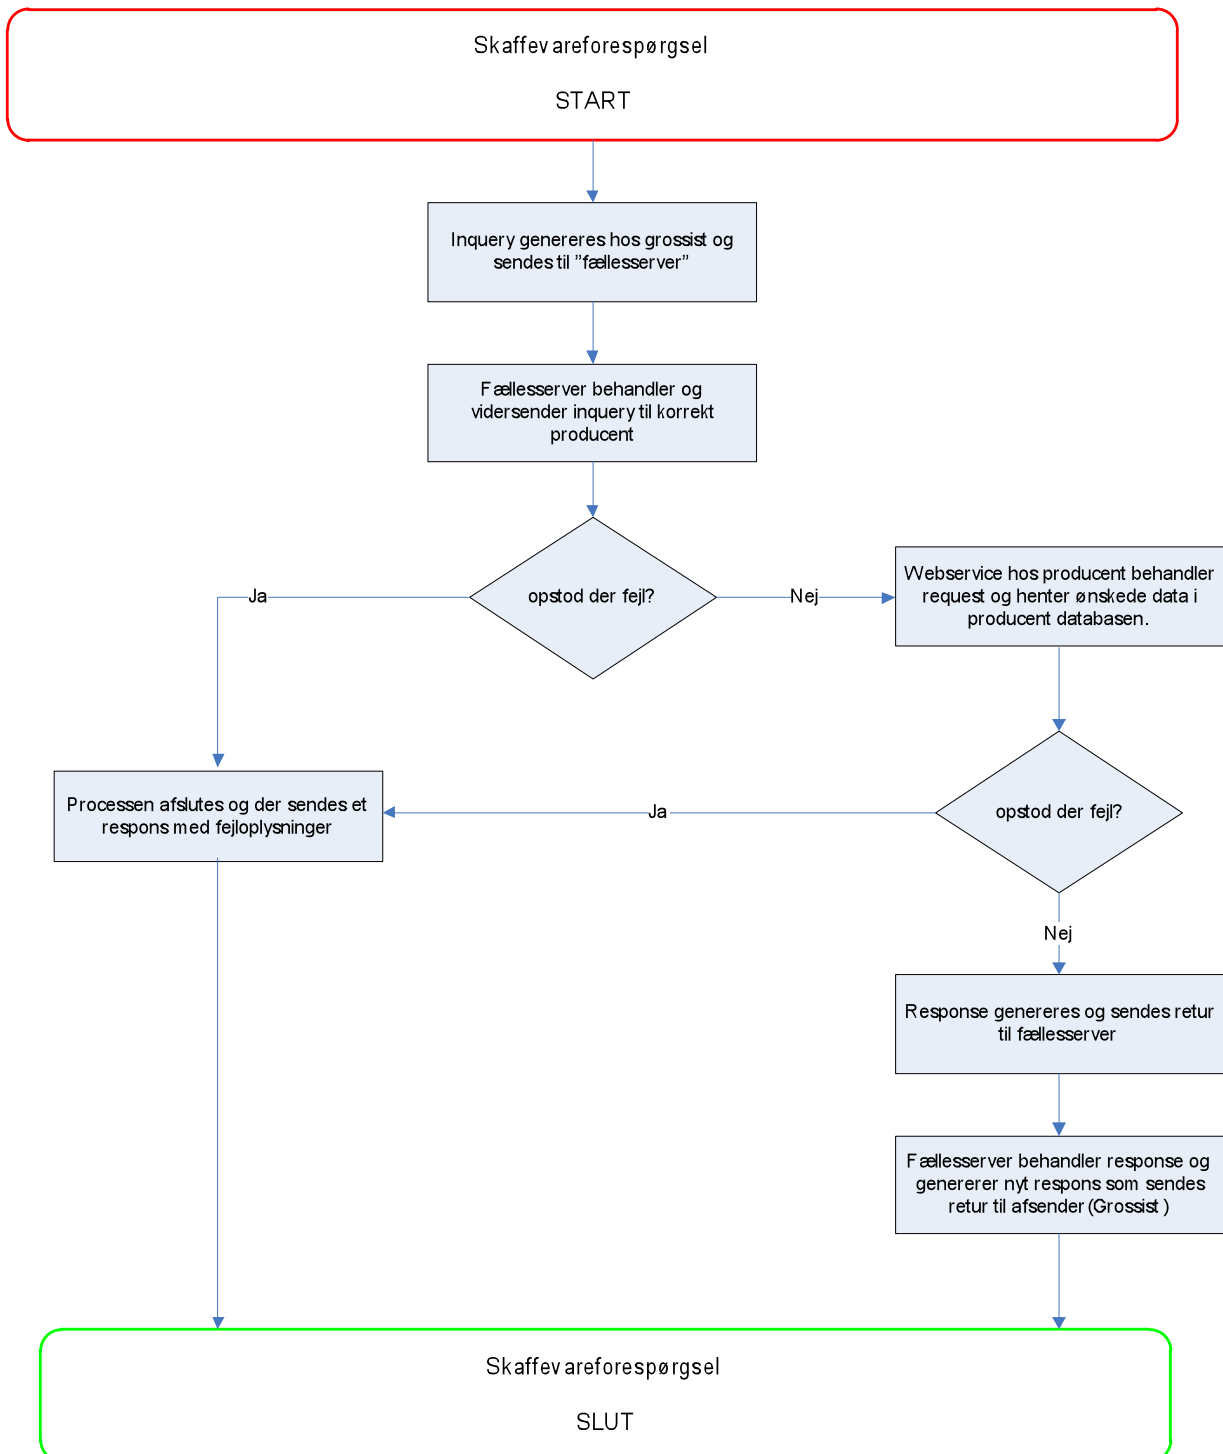 Skaffevareforespørgsel
START
Inquery genereres hos grossist og
sendes til ”fællesserver”
Fællesserver behandler og
vidersender inquery til korrekt
producent
opstod der fejl?
Ja
Nej
Webservice hos producent behandler
request og henter ønskede data i
producent databasen.
Processen afslutes og der sendes et
respons med fejloplysninger
Ja
opstod der fejl?
Nej
Response genereres og sendes retur
til fællesserver
Fællesserver behandler response og
genererer nyt respons som sendes
retur til afsender (Grossist)
Skaffevareforespørgsel
SLUT